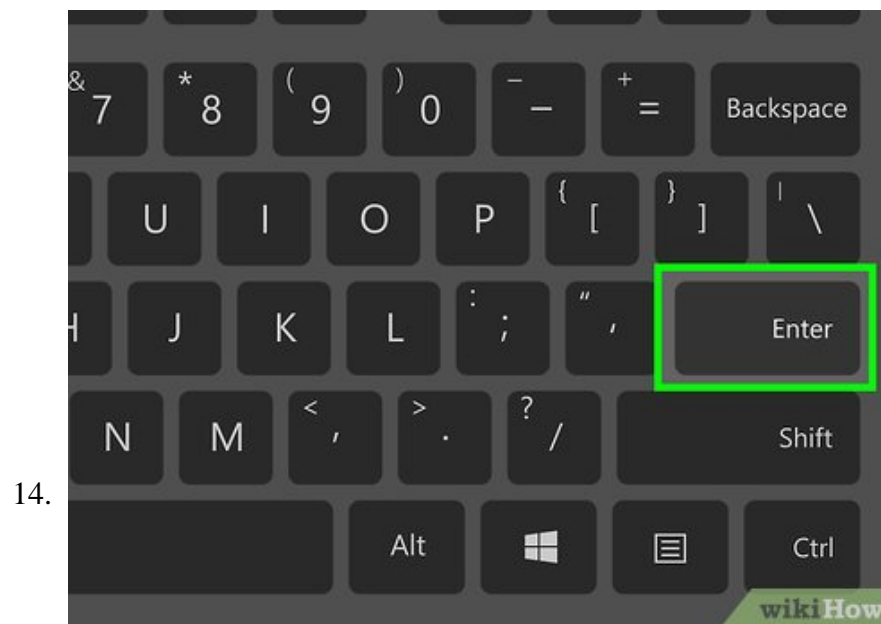 & 7 * 8 ( 9 ) 0 – – + = Backspace
U I O P { [ } ] | \
H J K L : ; " ' Enter
N M < , > . ? / Shift
14.
Alt Ctrl
wikiHow